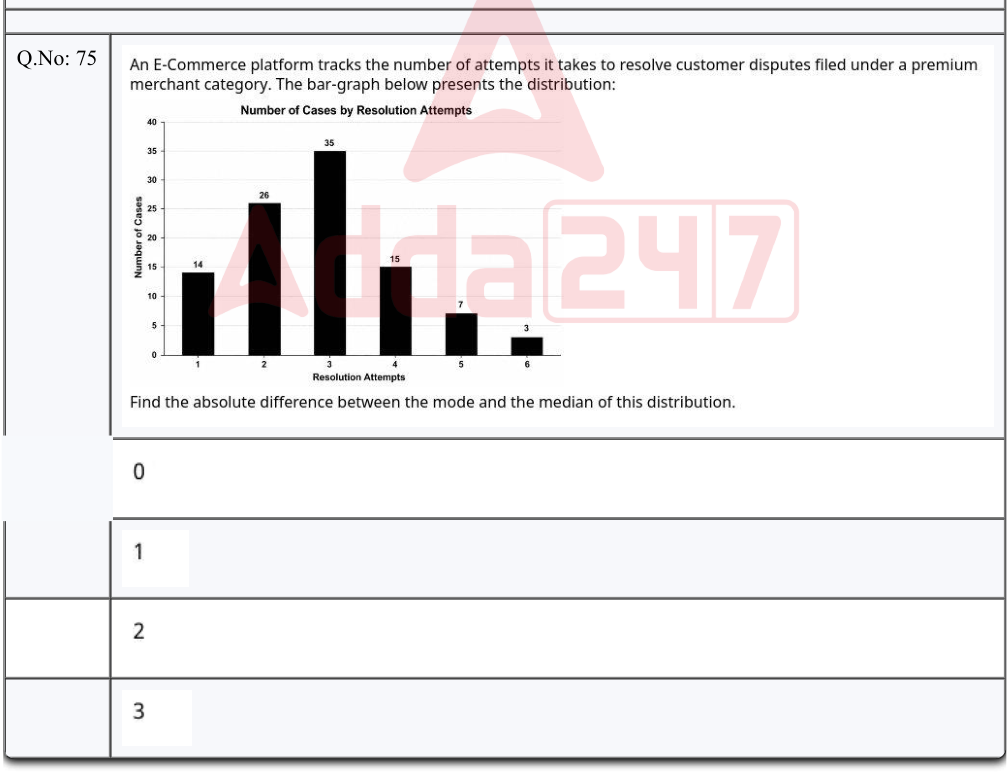 Q.No: 75
An E-Commerce platform tracks the number of attempts it takes to resolve customer disputes filed under a premium
merchant category. The bar-graph below presents the distribution:
Number of Cases by Resolution Attempts
40
35
30
25
20
15
10
5
0
Number of Cases
14
26
35
15
7
3
1 2 3 4 5 6
Resolution Attempts
Adda 247
Find the absolute difference between the mode and the median of this distribution.
0
1
2
3